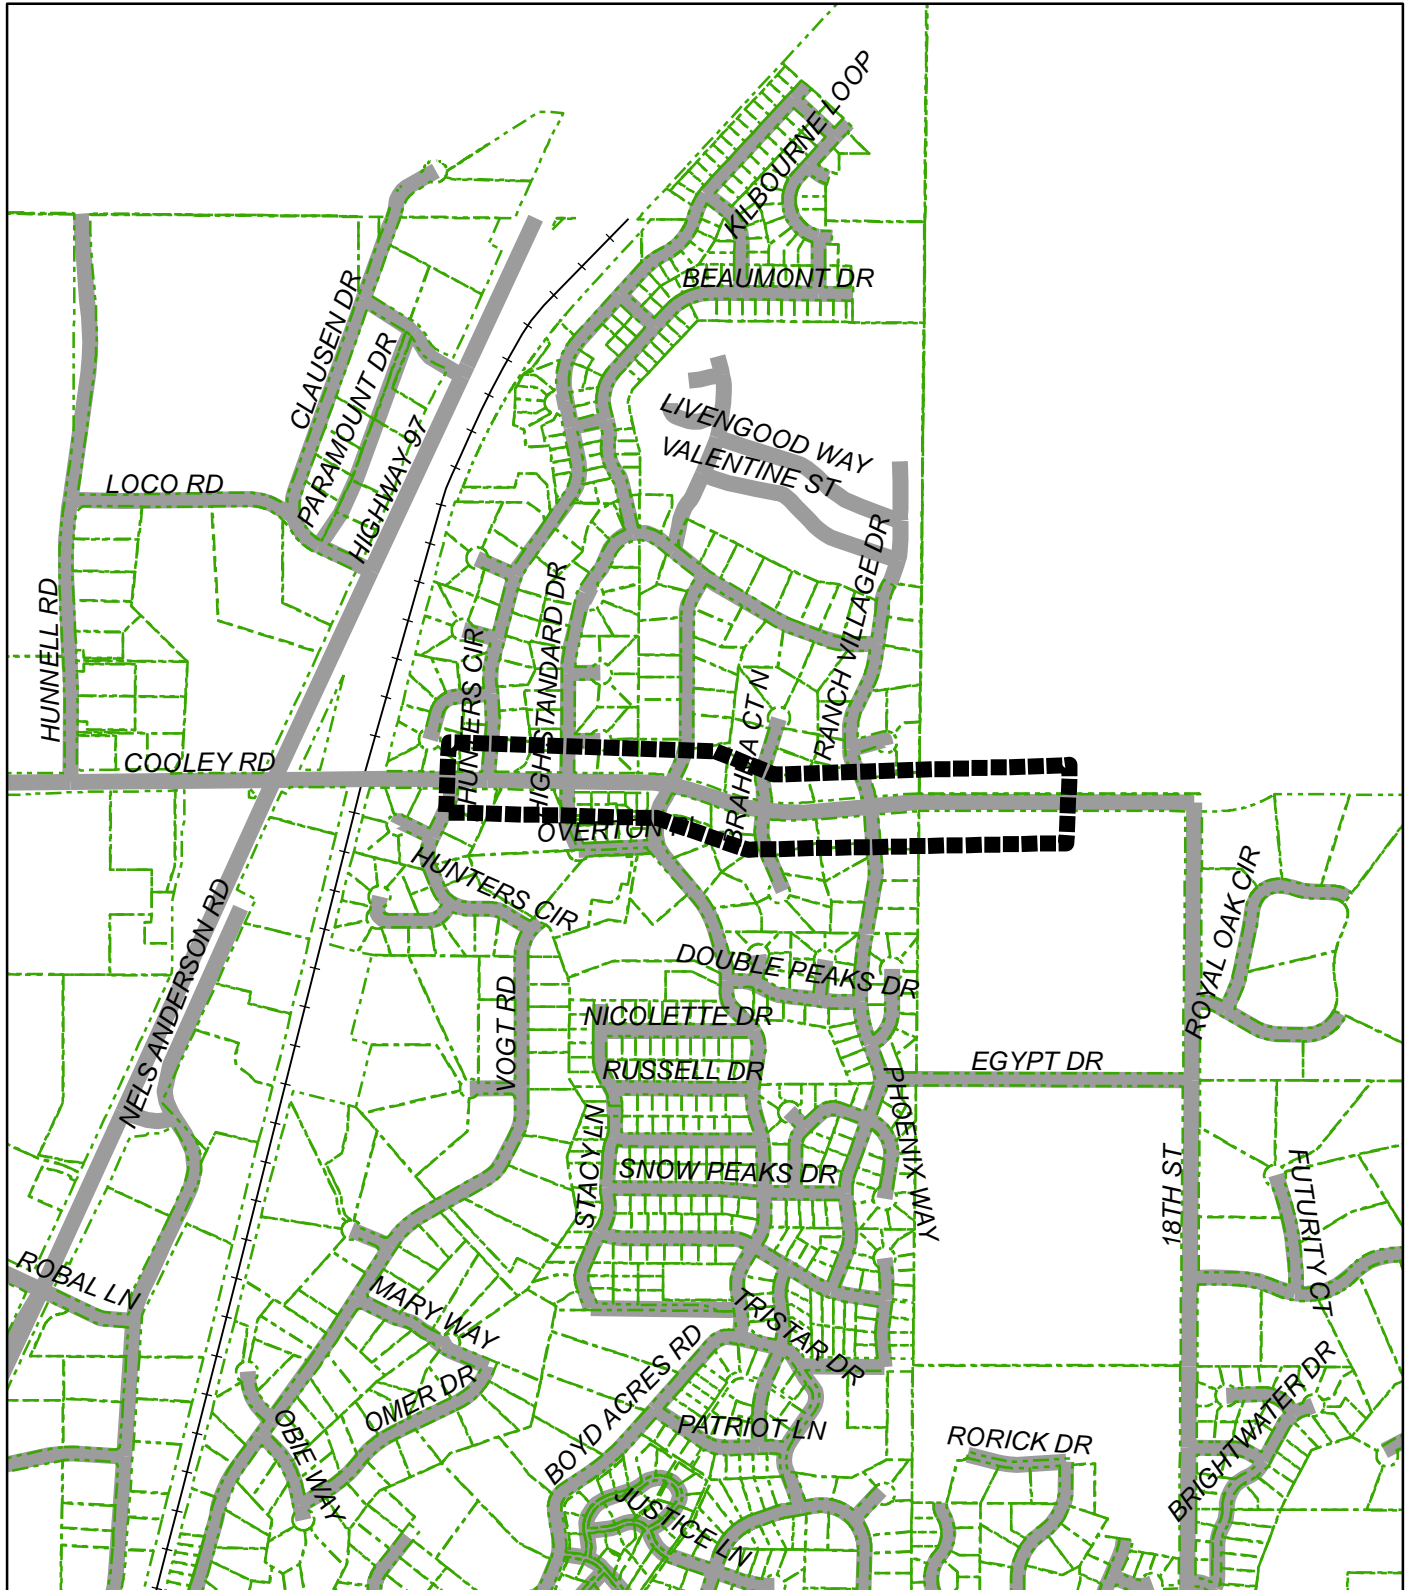 KILBOURNE LOOP
BEAUMONT DR
CLAUSEN DR
PARAMOUNT DR
HIGHWAY 97
LIVENGOOD WAY
VALENTINE ST
LOCO RD
HUNNELL RD
HUNTERS CIR
HIGH STANDARD DR
BRAHMA CT N
RANCH VILLAGE DR
COOLEY RD
OVERTON
HUNTERS CIR
NELS ANDERSON RD
VOGT RD
DOUBLE PEAKS DR
NICOLETTE DR
RUSSELL DR
ROYAL OAK CIR
EGYPT DR
PHOENIX WAY
STACY LN
SNOW PEAKS DR
18TH ST
FUTURITY CT
ROBAL LN
MARY WAY
TRISTAR DR
BOYD ACRES RD
OMER DR
OBIE WAY
PATRIOT LN
RORICK DR
BRIGHTWATER DR
JUSTICE LN